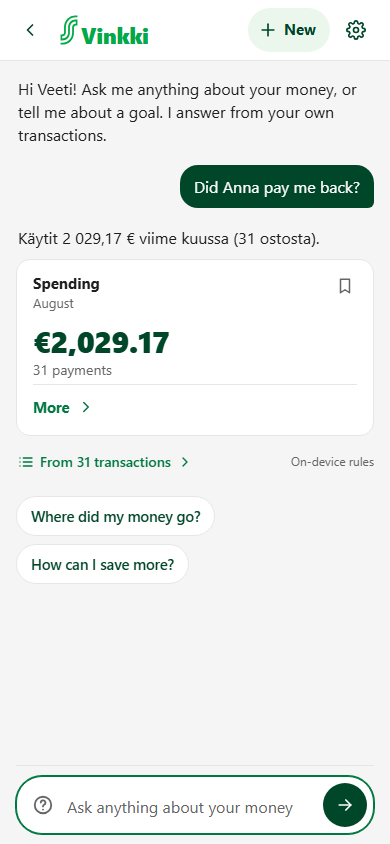 Vinkki
New
Hi Veeti! Ask me anything about your money, or
tell me about a goal. I answer from your own
transactions.
Did Anna pay me back?
Käytit 2 029,17 € viime kuussa (31 ostosta).
Spending
August
€2,029.17
31 payments
More
From 31 transactions
On-device rules
Where did my money go?
How can I save more?
Ask anything about your money